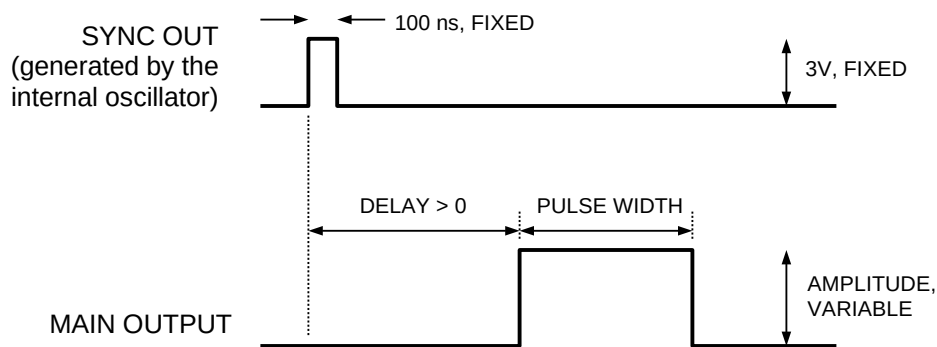 SYNC OUT
(generated by the
internal oscillator)
100 ns, FIXED
3V, FIXED
DELAY > 0
PULSE WIDTH
AMPLITUDE,
VARIABLE
MAIN OUTPUT